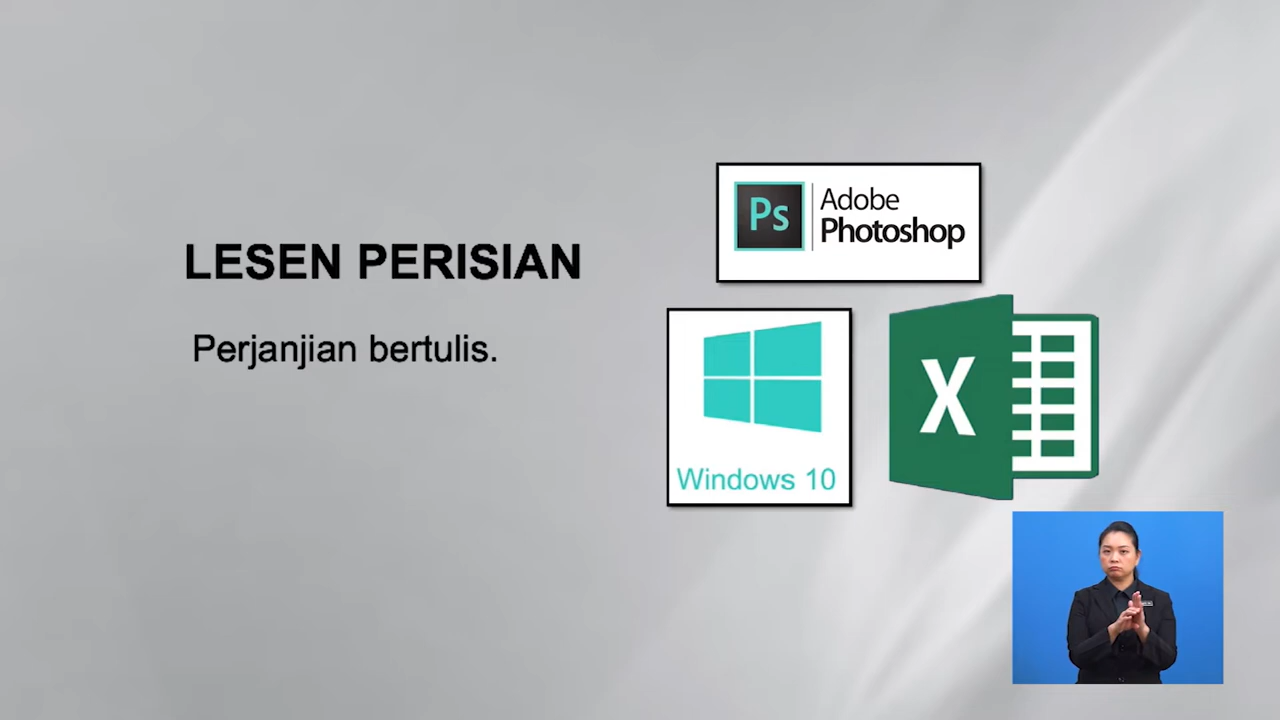 LESEN PERISIAN
Perjanjian bertulis.
Ps
Adobe
Photoshop
Windows 10
X